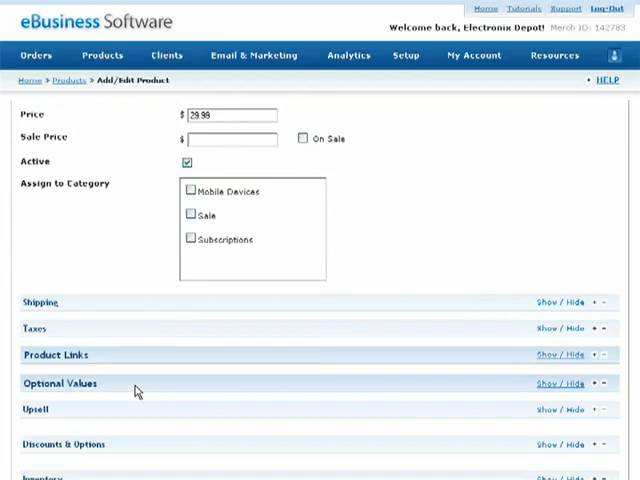 eBusiness Software
Home Tutorials Support Log-Out
Welcome back, Electronix Depot! Merch ID: 142783
Orders Products Clients Email & Marketing Analytics Setup My Account Resources
Home > Products > Add/Edit Product
• HELP
Price $ 29.99
Sale Price $ On Sale
Active
Assign to Category
Mobile Devices
Sale
Subscriptions
Shipping Show / Hide + -
Taxes Show / Hide + -
Product Links Show / Hide + -
Optional Values Show / Hide + -
Upsell Show / Hide + -
Discounts & Options Show / Hide + -
Inventory